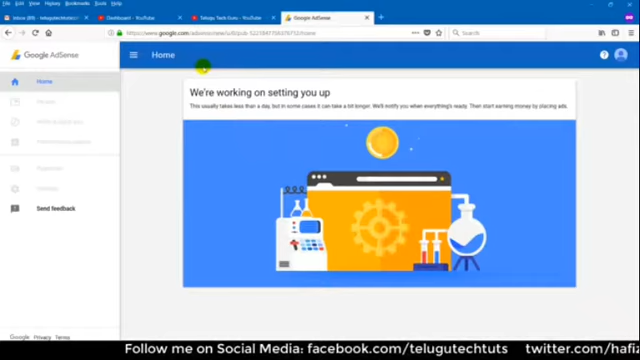 File Edit View History Bookmarks Tools Help
Dashboard - YouTube
Telugu Tech Guru - YouTube
Google AdSense
Search
Google AdSense
Home
Home
We're working on setting you up
This usually takes less than a day, but in some cases it can take a bit longer. We'll notify you when everything's ready. Then start earning money by placing ads.
Send feedback
Google Privacy Terms
Follow me on Social Media: facebook.com/telugutechtuts twitter.com/hafiz